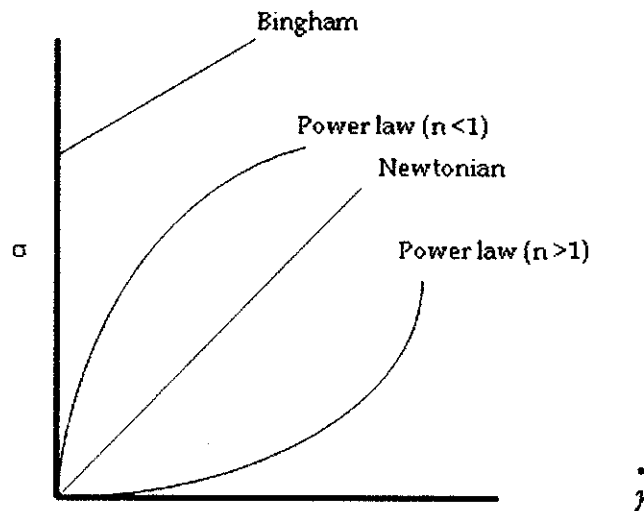 Bingham
Power law (n <1)
Newtonian
σ
Power law (n >1)
γ̇